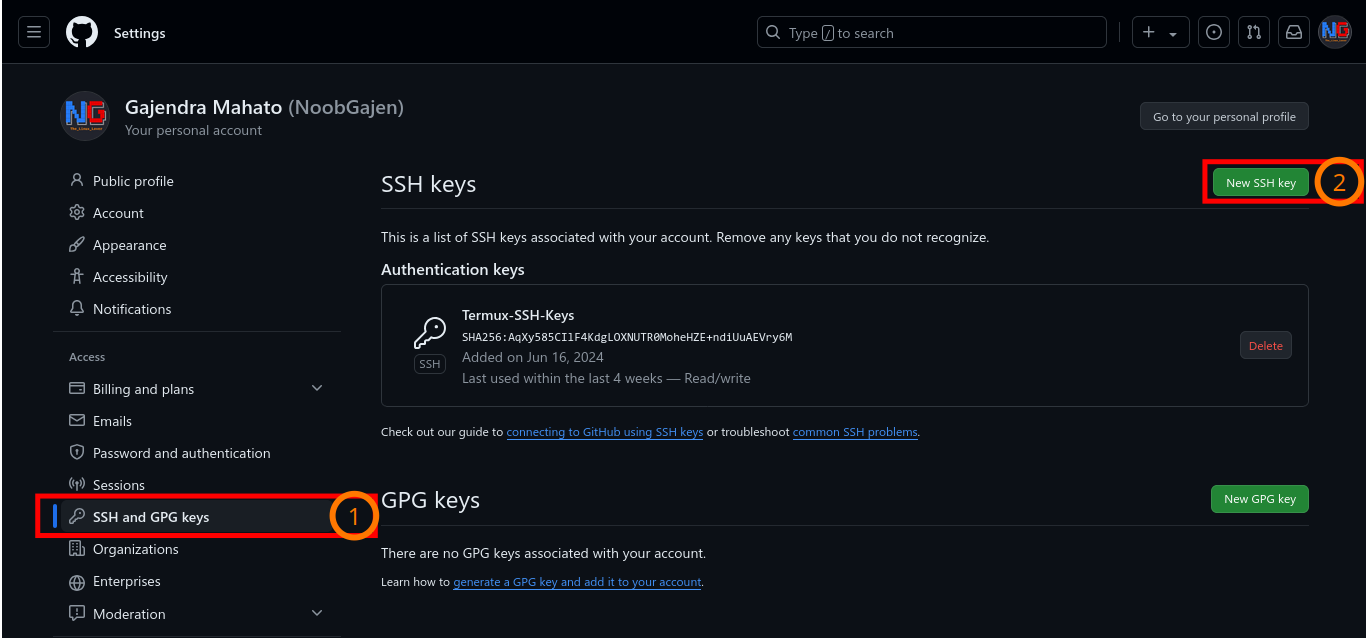 Settings
Type / to search
NG
Gajendra Mahato (NoobGajen)
Your personal account
Go to your personal profile
Public profile
Account
Appearance
Accessibility
Notifications
Access
Billing and plans
Emails
Password and authentication
Sessions
SSH and GPG keys
1
Organizations
Enterprises
Moderation
SSH keys
New SSH key
2
This is a list of SSH keys associated with your account. Remove any keys that you do not recognize.
Authentication keys
Termux-SSH-Keys
SHA256:AqXy585CI1F4KdgLOXNUTR0MoheHZE+ndiUuAEVry6M
Added on Jun 16, 2024
Last used within the last 4 weeks — Read/write
SSH
Delete
Check out our guide to connecting to GitHub using SSH keys or troubleshoot common SSH problems.
GPG keys
New GPG key
There are no GPG keys associated with your account.
Learn how to generate a GPG key and add it to your account.